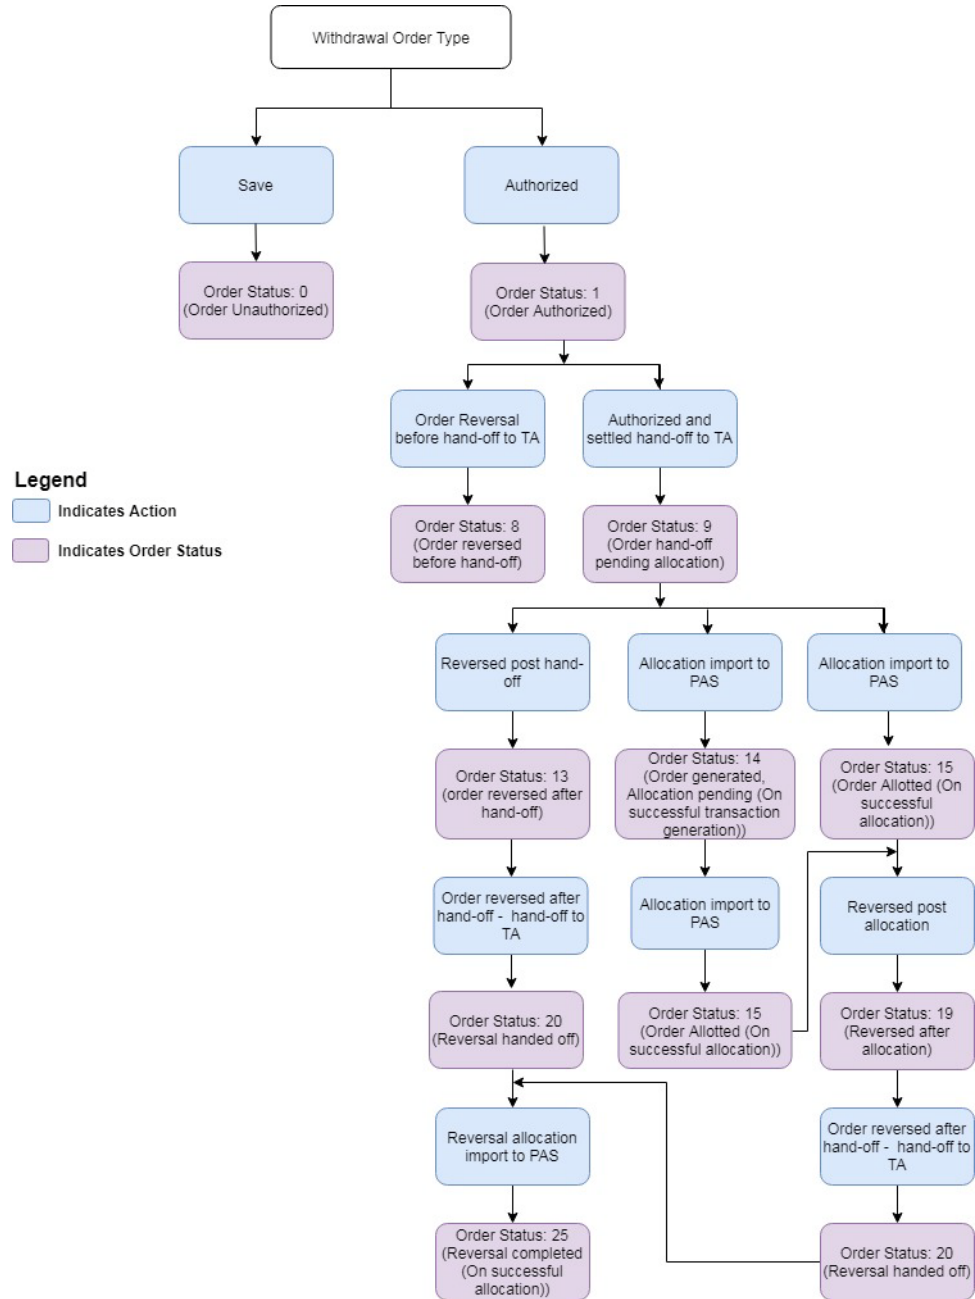 Withdrawal Order Type
Save
Authorized
Order Status: 0
(Order Unauthorized)
Order Status: 1
(Order Authorized)
Order Reversal
before hand-off to TA
Authorized and
settled hand-off to TA
Legend
Indicates Action
Indicates Order Status
Order Status: 8
(Order reversed
before hand-off)
Order Status: 9
(Order hand-off
pending allocation)
Reversed post hand-
off
Allocation import to
PAS
Allocation import to
PAS
Order Status: 13
(order reversed after
hand-off)
Order Status: 14
(Order generated,
Allocation pending (On
successful transaction
generation))
Order Status: 15
(Order Allotted (On
successful
allocation))
Order reversed after
hand-off - hand-off to
TA
Allocation import to
PAS
Reversed post
allocation
Order Status: 20
(Reversal handed off)
Order Status: 15
(Order Allotted (On
successful allocation))
Order Status: 19
(Reversed after
allocation)
Reversal allocation
import to PAS
Order reversed after
hand-off - hand-off to
TA
Order Status: 25
(Reversal completed
(On successful
allocation))
Order Status: 20
(Reversal handed off)